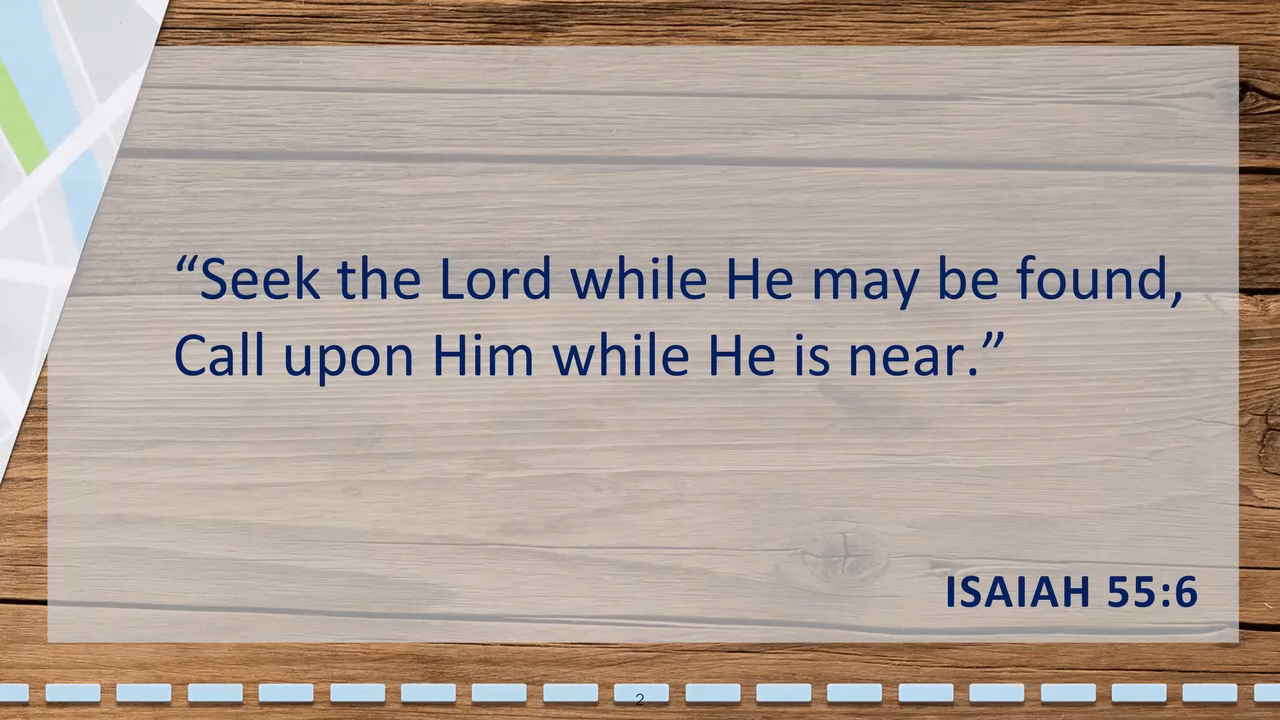 “Seek the Lord while He may be found,
Call upon Him while He is near.”
ISAIAH 55:6
2